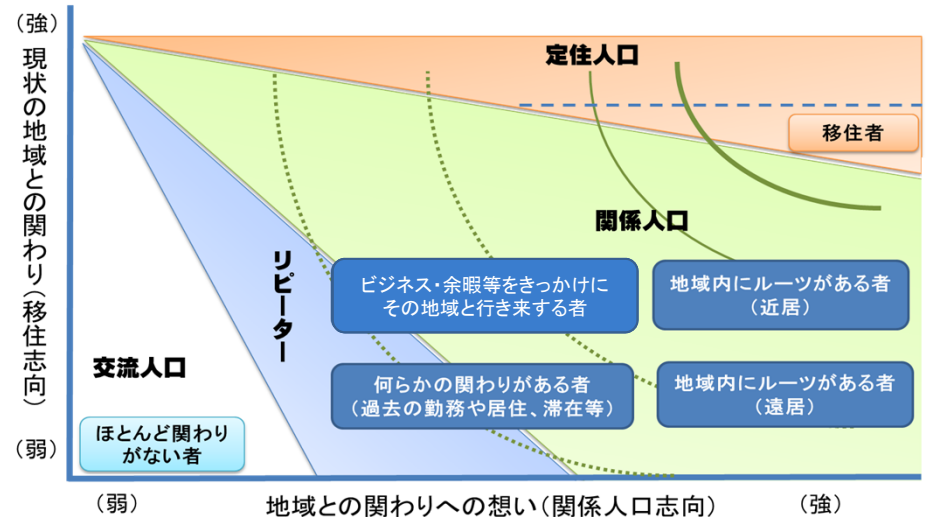 （強）
現状の地域との関わり（移住志向）
（弱）
定住人口
移住者
関係人口
リピーター
ビジネス・余暇等をきっかけに
その地域と行き来する者
地域内にルーツがある者
（近居）
交流人口
何らかの関わりがある者
（過去の勤務や居住、滞在等）
地域内にルーツがある者
（遠居）
ほとんど関わり
がない者
（弱）
地域との関わりへの想い（関係人口志向）
（強）